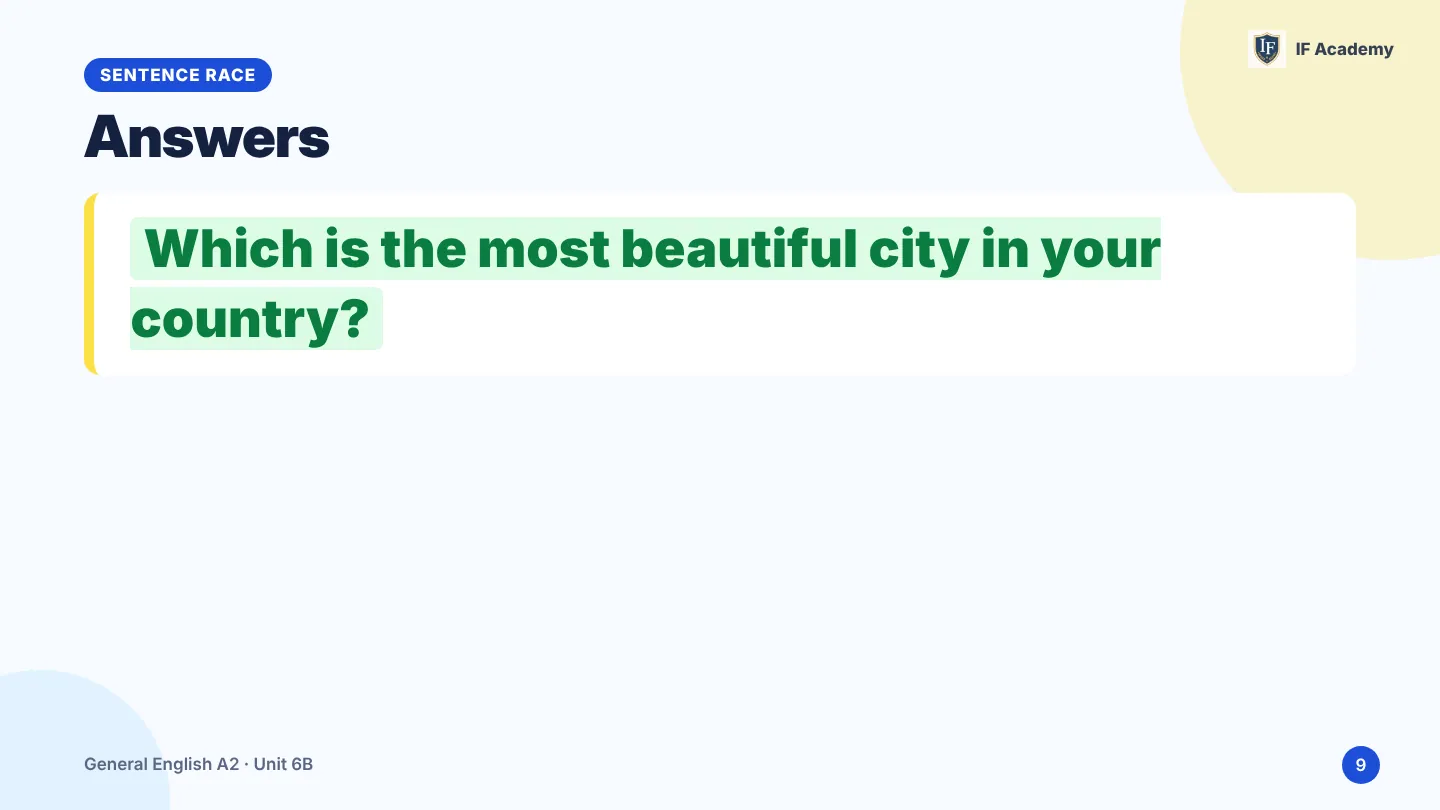 IF
IF Academy
SENTENCE RACE
Answers
Which is the most beautiful city in your
country?
General English A2 · Unit 6B
9